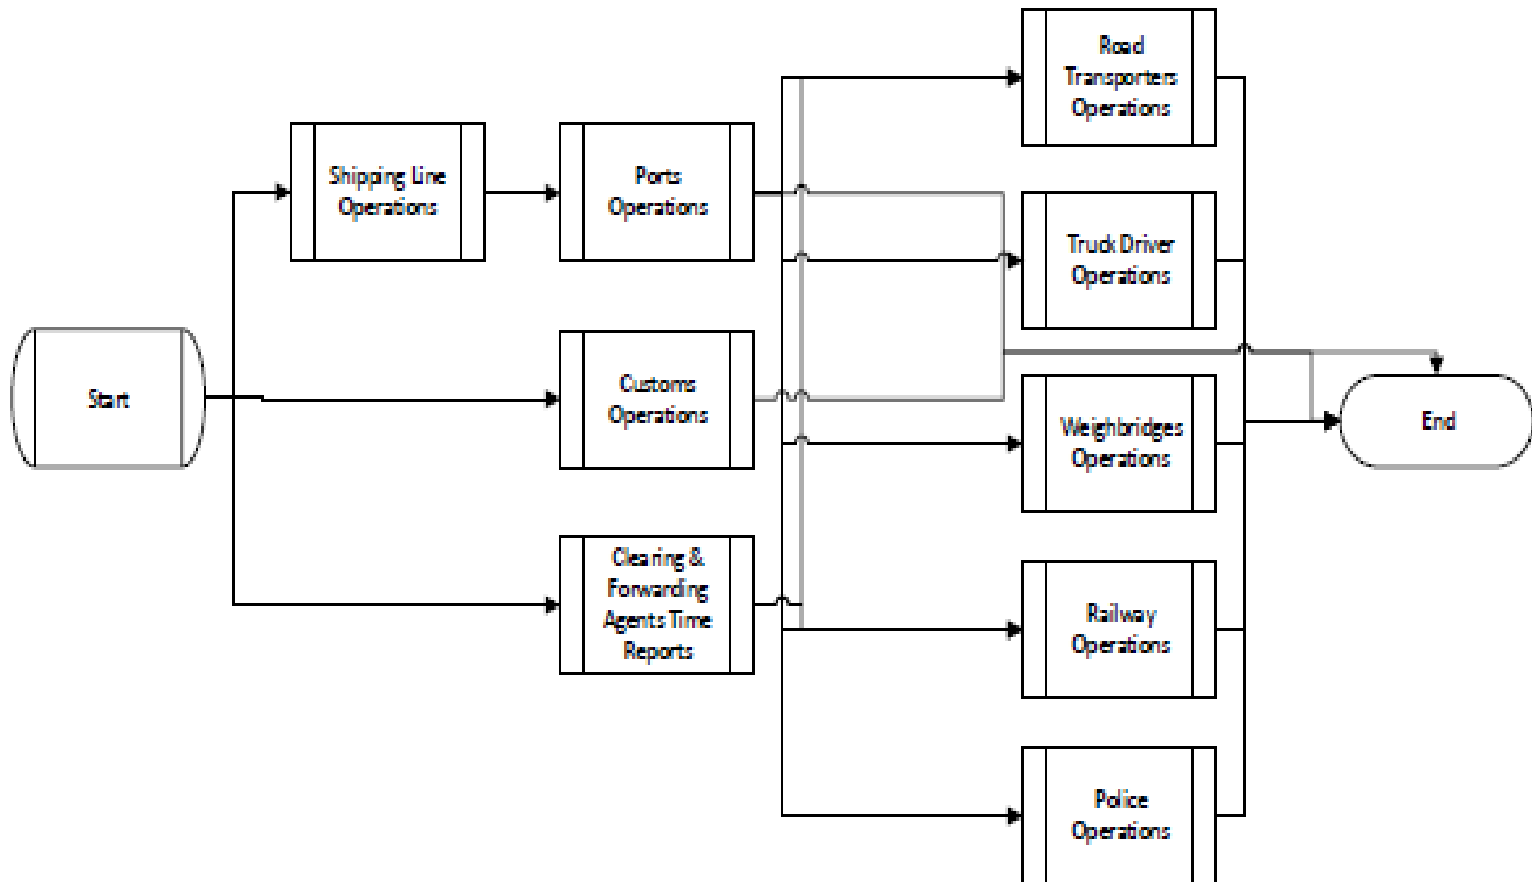 Start
Shipping Line
Operations
Ports
Operations
Customs
Operations
Clearing &
Forwarding
Agents Time
Reports
Road
Transporters
Operations
Truck Driver
Operations
Weighbridges
Operations
Railway
Operations
Police
Operations
End